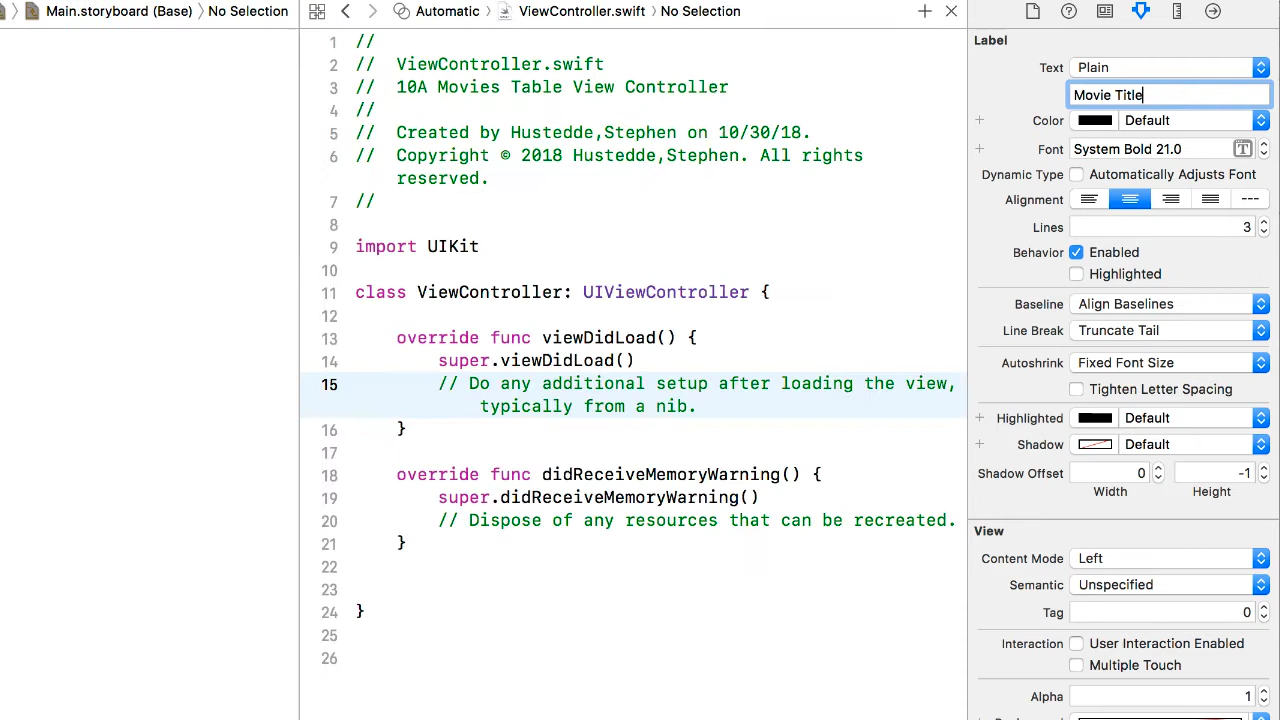 Main.storyboard (Base) No Selection
Automatic ViewController.swift No Selection
1 //
2 // ViewController.swift
3 // 10A Movies Table View Controller
4 //
5 // Created by Hustedde,Stephen on 10/30/18.
6 // Copyright © 2018 Hustedde,Stephen. All rights
reserved.
7 //
8
9 import UIKit
10
11 class ViewController: UIViewController {
12
13 override func viewDidLoad() {
14 super.viewDidLoad()
15 // Do any additional setup after loading the view,
typically from a nib.
16 }
17
18 override func didReceiveMemoryWarning() {
19 super.didReceiveMemoryWarning()
20 // Dispose of any resources that can be recreated.
21 }
22
23
24 }
25
26
Label
Text Plain
Movie Title
Color Default
Font System Bold 21.0
Dynamic Type Automatically Adjusts Font
Alignment
Lines 3
Behavior Enabled
Highlighted
Baseline Align Baselines
Line Break Truncate Tail
Autoshrink Fixed Font Size
Tighten Letter Spacing
Highlighted Default
Shadow Default
Shadow Offset 0 -1
Width Height
View
Content Mode Left
Semantic Unspecified
Tag 0
Interaction User Interaction Enabled
Multiple Touch
Alpha 1